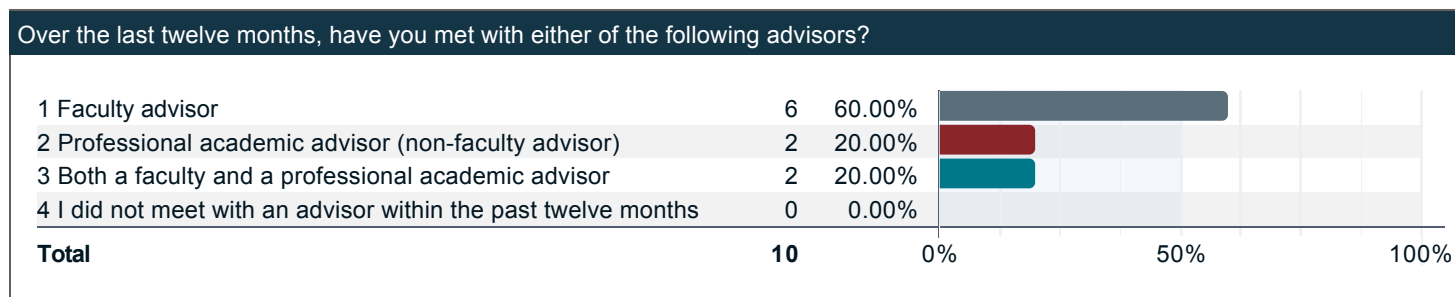 Over the last twelve months, have you met with either of the following advisors?
1 Faculty advisor 6 60.00%
2 Professional academic advisor (non-faculty advisor) 2 20.00%
3 Both a faculty and a professional academic advisor 2 20.00%
4 I did not meet with an advisor within the past twelve months 0 0.00%
Total 10 0% 50% 100%